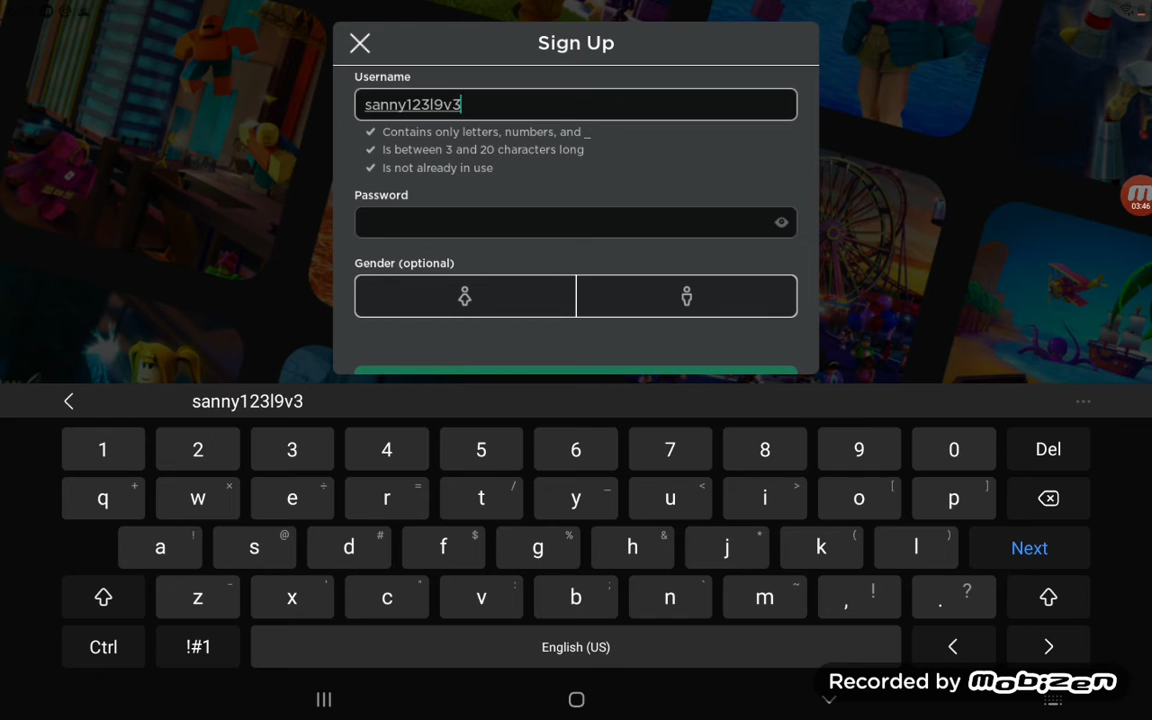 Sign Up
Username
sanny123l9v3
Contains only letters, numbers, and _
Is between 3 and 20 characters long
Is not already in use
Password
03:46
Gender (optional)
sanny123l9v3
1 2 3 4 5 6 7 8 9 0 Del
+ × ÷ = / _ < > [ ]
q w e r t y u i o p
! @ # $ % & * ( )
a s d f g h j k l Next
- ' " : ; ` ~ ! ?
z x c v b n m , .
Ctrl !#1 English (US) < >
Recorded by mobizen